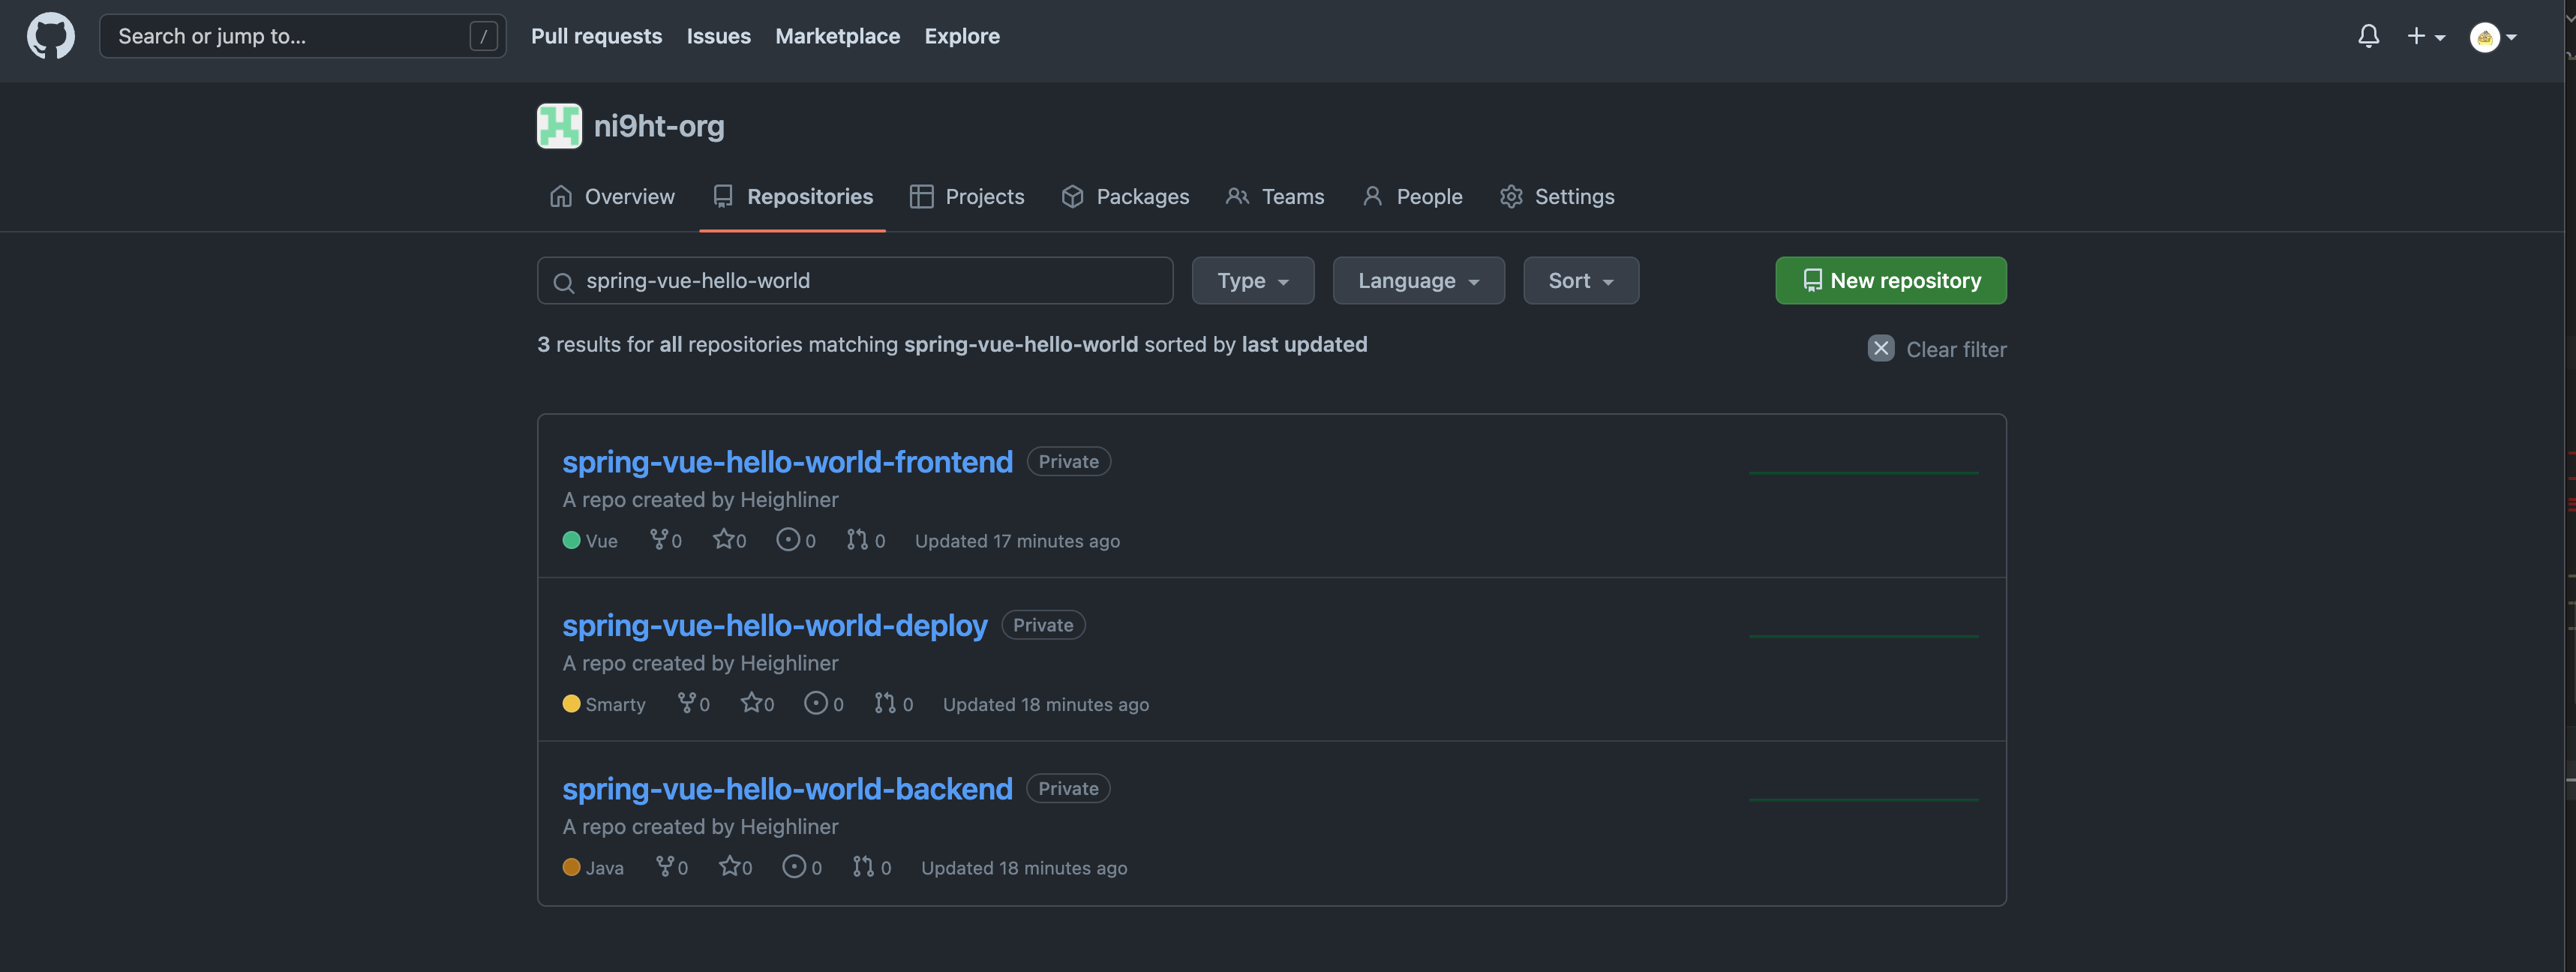 Search or jump to... / Pull requests Issues Marketplace Explore
ni9ht-org
Overview Repositories Projects Packages Teams People Settings
spring-vue-hello-world Type Language Sort New repository
3 results for all repositories matching spring-vue-hello-world sorted by last updated Clear filter
spring-vue-hello-world-frontend Private
A repo created by Heighliner
Vue 0 0 0 0 Updated 17 minutes ago
spring-vue-hello-world-deploy Private
A repo created by Heighliner
Smarty 0 0 0 0 Updated 18 minutes ago
spring-vue-hello-world-backend Private
A repo created by Heighliner
Java 0 0 0 0 Updated 18 minutes ago